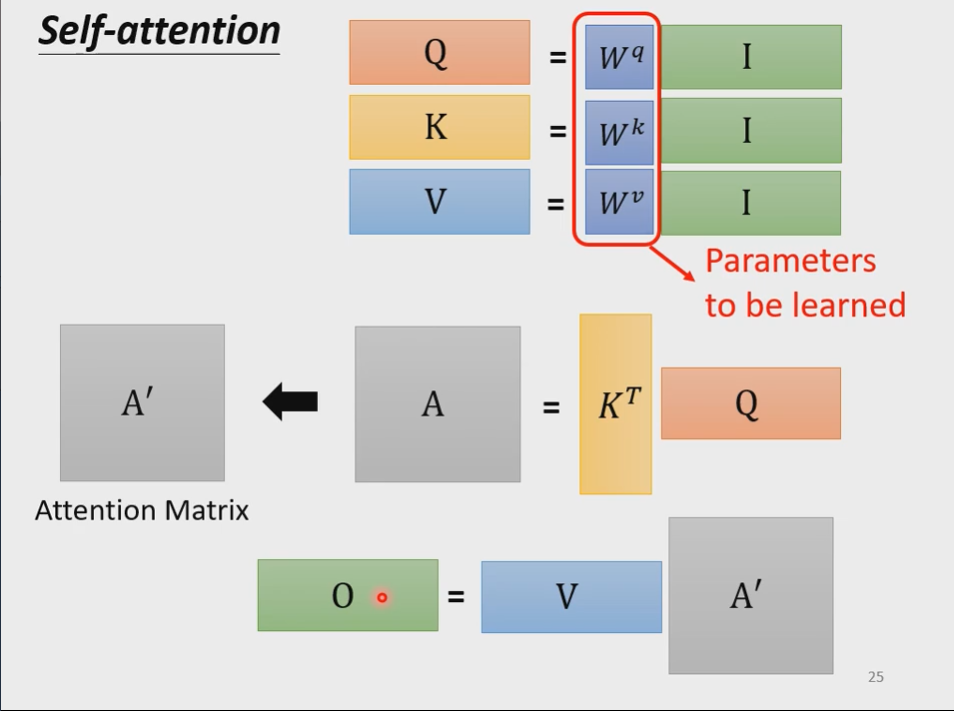 Self-attention
Q = W^q I
K = W^k I
V = W^v I
Parameters
to be learned
A′ A = K^T Q
Attention Matrix
O = V A′
25